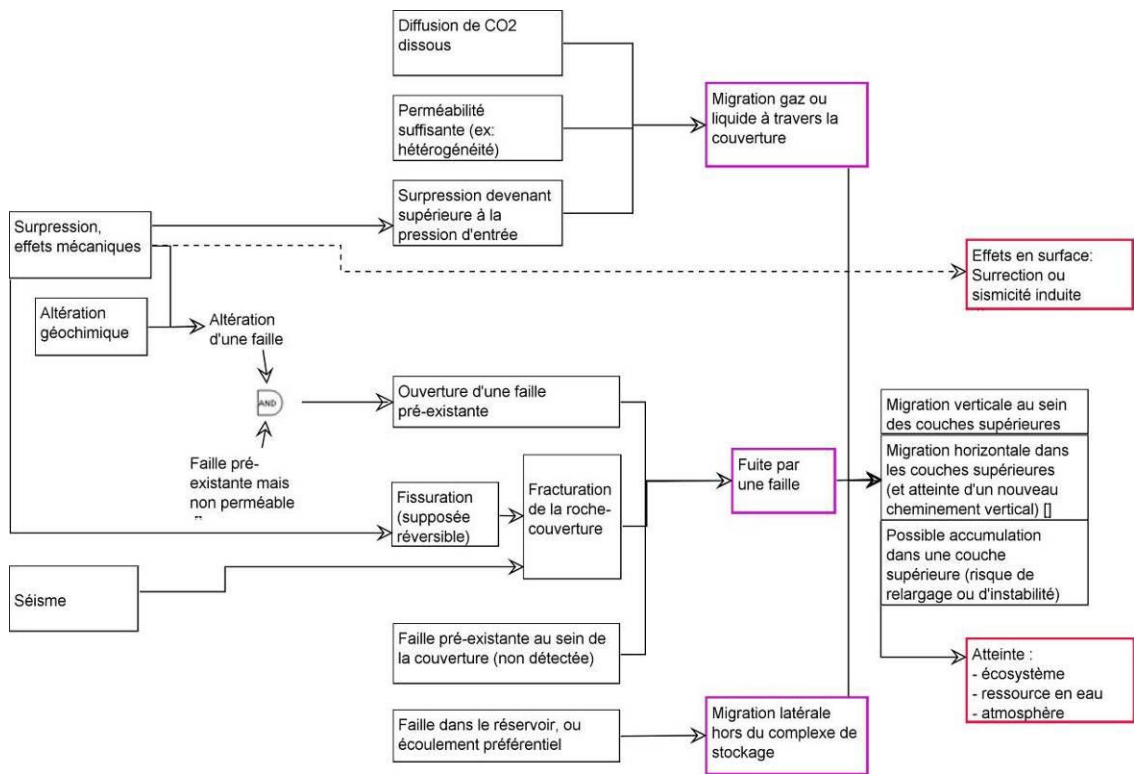 Diffusion de CO2
dissous
Perméabilité
suffisante (ex:
hétérogénéité)
Surpression devenant
supérieure à la
pression d'entrée
Migration gaz ou
liquide à travers la
couverture
Surpression,
effets mécaniques
Effets en surface:
Surrection ou
sismicité induite
Altération
géochimique
Altération
d'une faille
AND
Faille pré-
existante mais
non perméable
[]
Ouverture d'une faille
pré-existante
Fissuration
(supposée
réversible)
Fracturation
de la roche-
couverture
Séisme
Faille pré-existante au sein de
la couverture (non détectée)
Fuite par
une faille
Migration verticale au sein
des couches supérieures
Migration horizontale dans
les couches supérieures
(et atteinte d'un nouveau
cheminement vertical) []
Possible accumulation
dans une couche
supérieure (risque de
relargage ou d'instabilité)
Atteinte :
- écosystème
- ressource en eau
- atmosphère
Faille dans le réservoir, ou
écoulement préférentiel
Migration latérale
hors du complexe de
stockage